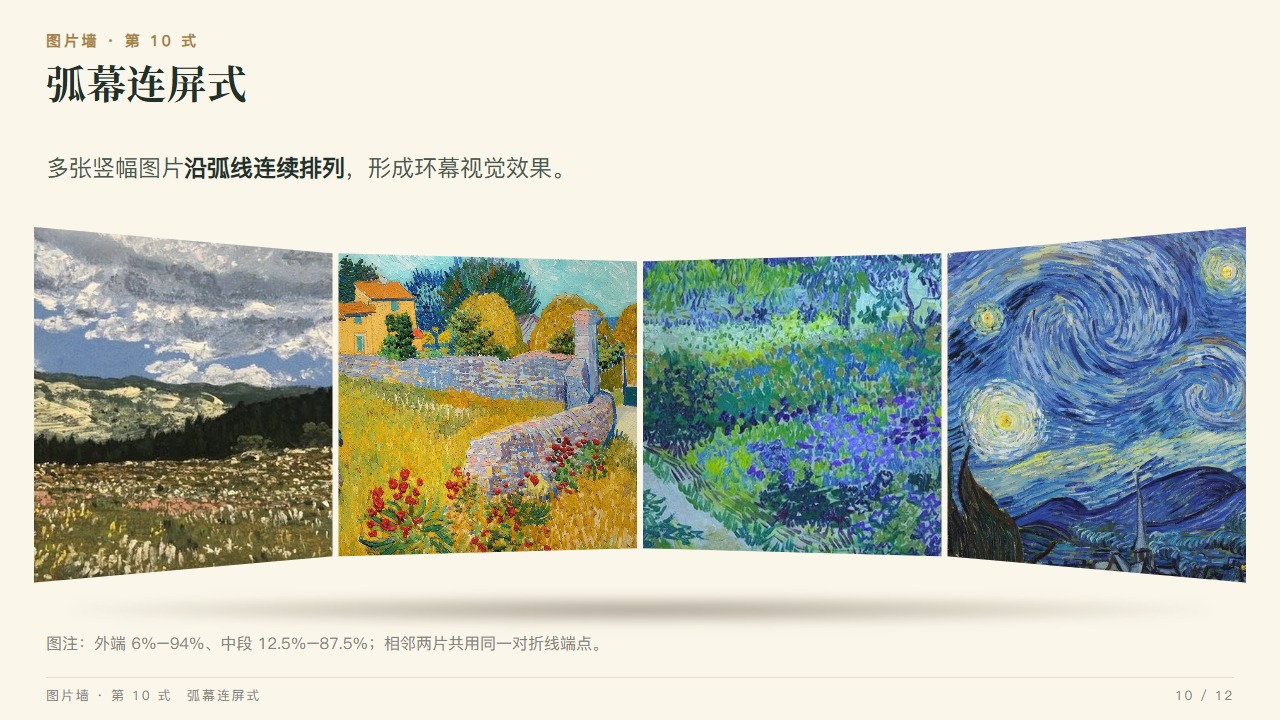 图片墙 · 第 10 式
弧幕连屏式
多张竖幅图片沿弧线连续排列，形成环幕视觉效果。
图注：外端 6%—94%、中段 12.5%—87.5%；相邻两片共用同一对折线端点。
图片墙 · 第 10 式 弧幕连屏式
10 / 12